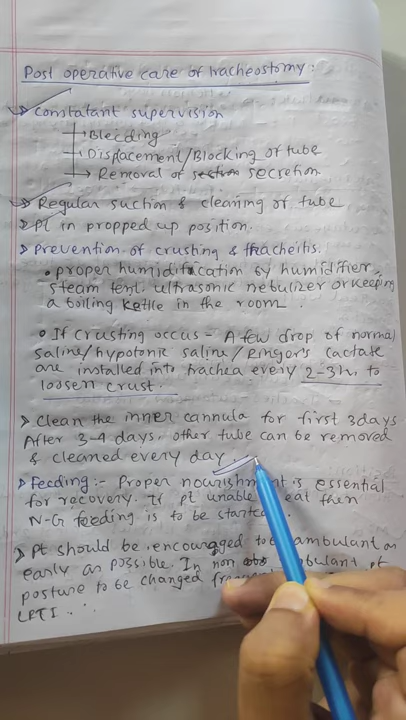 Post operative care of tracheostomy:
> Constatant supervision
→ Bleeding
→ Displacement/Blocking of tube
→ Removal of secretion.
> Regular suction & cleaning of tube
> Pt in propped up position.
> Prevention of crusting & tracheitis.
• proper humidification by humidifier,
steam tent, ultrasonic nebulizer or keeping
a boiling kettle in the room.
• If crusting occus - A few drop of normal
saline/hypotonic saline/Ringer's lactate
are installed into trachea every 2-3hr. to
loosen crust.
> Clean the inner cannula for first 3days
After 3-4 days, other tube can be removed
& cleaned every day.
> Feeding:- Proper nourishment is essential
for recovery. If pt unable eat then
N-G feeding is to be started.
> Pt should be encouraged to ambulant as
early as possible. In non ambulant pt
posture to be changed
LRTI.